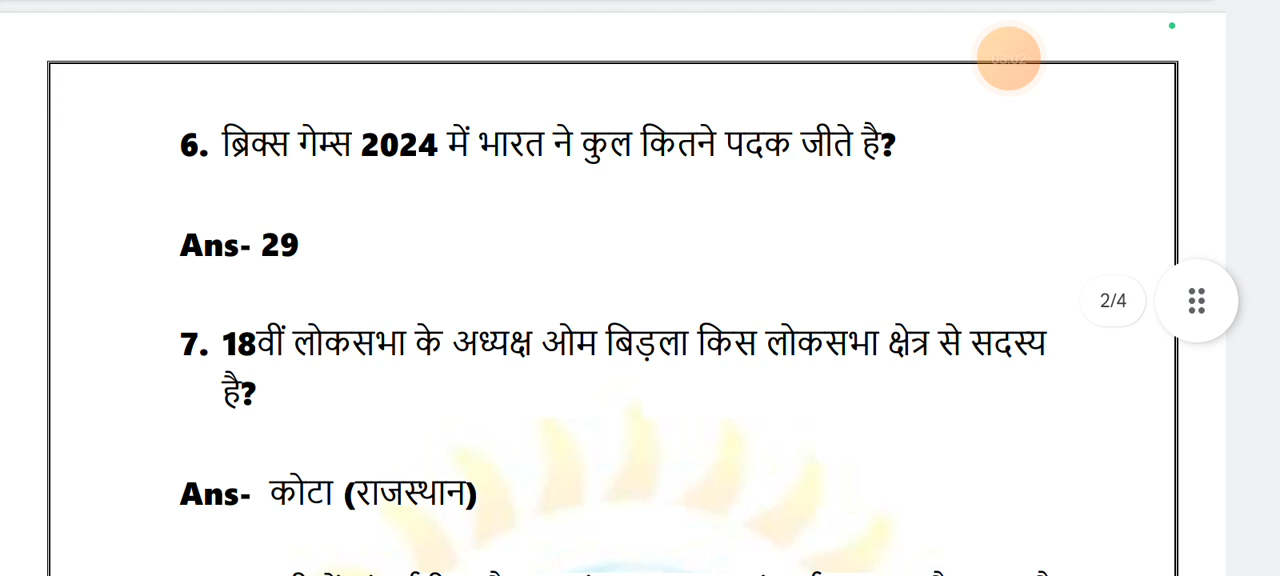 6. ब्रिक्स गेम्स 2024 में भारत ने कुल कितने पदक जीते है?
Ans- 29
2/4
7. 18वीं लोकसभा के अध्यक्ष ओम बिड़ला किस लोकसभा क्षेत्र से सदस्य
है?
Ans- कोटा (राजस्थान)